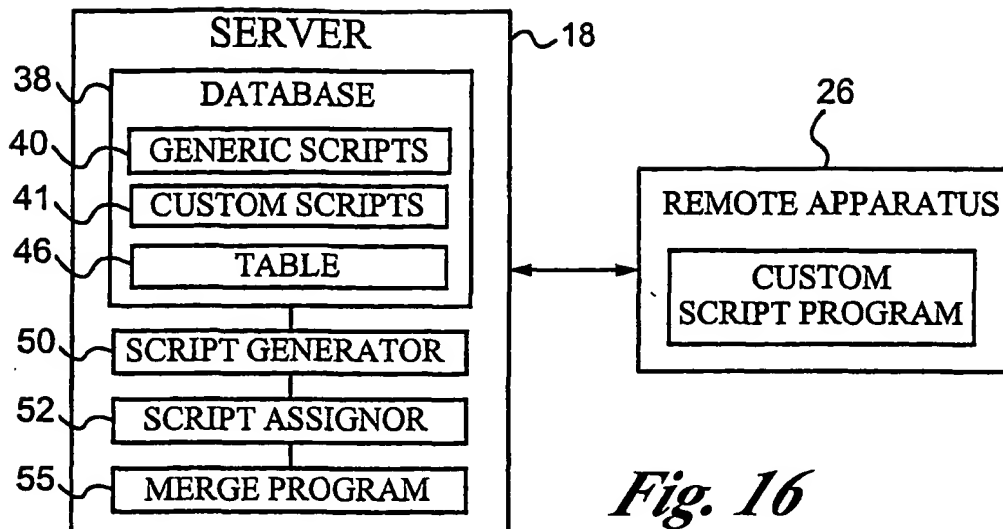 SERVER
18
38
DATABASE
40
GENERIC SCRIPTS
41
CUSTOM SCRIPTS
46
TABLE
50
SCRIPT GENERATOR
52
SCRIPT ASSIGNOR
55
MERGE PROGRAM
26
REMOTE APPARATUS
CUSTOM
SCRIPT PROGRAM
Fig. 16